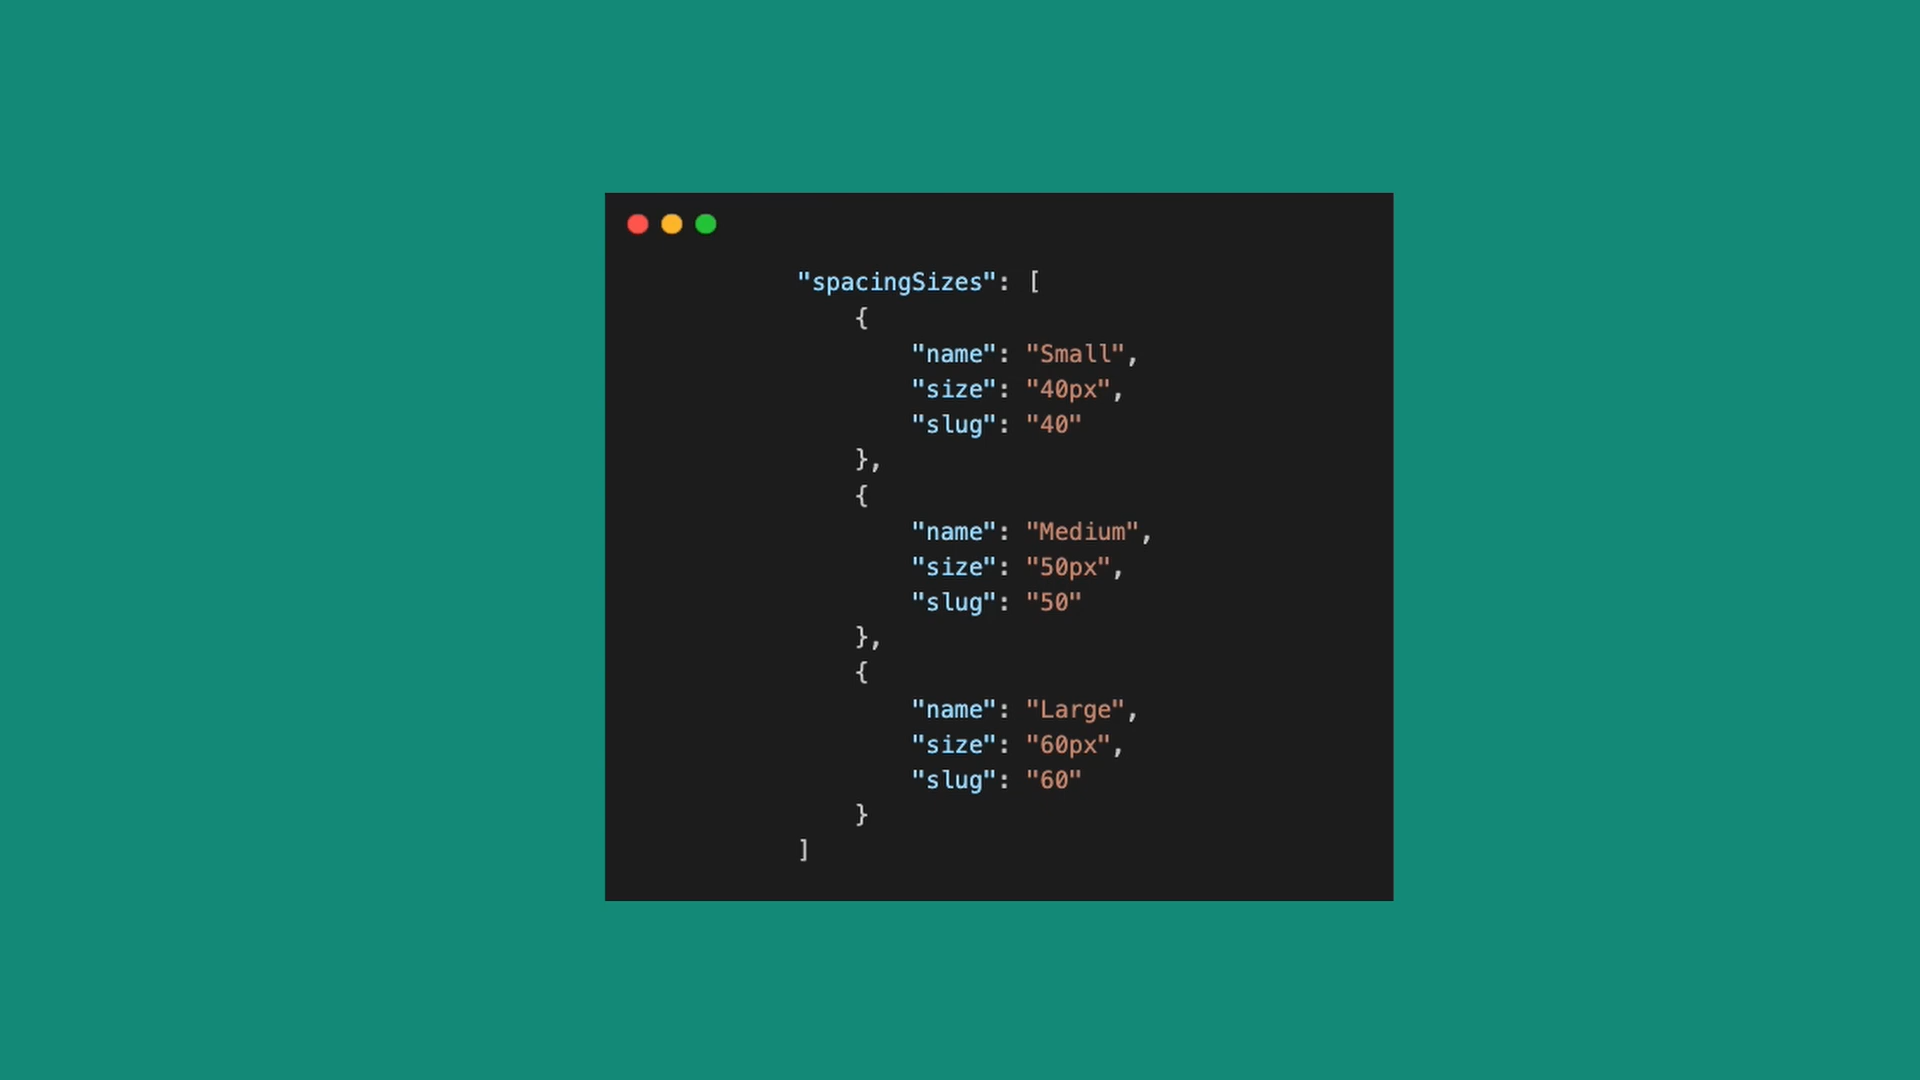 "spacingSizes": [
{
"name": "Small",
"size": "40px",
"slug": "40"
},
{
"name": "Medium",
"size": "50px",
"slug": "50"
},
{
"name": "Large",
"size": "60px",
"slug": "60"
}
]